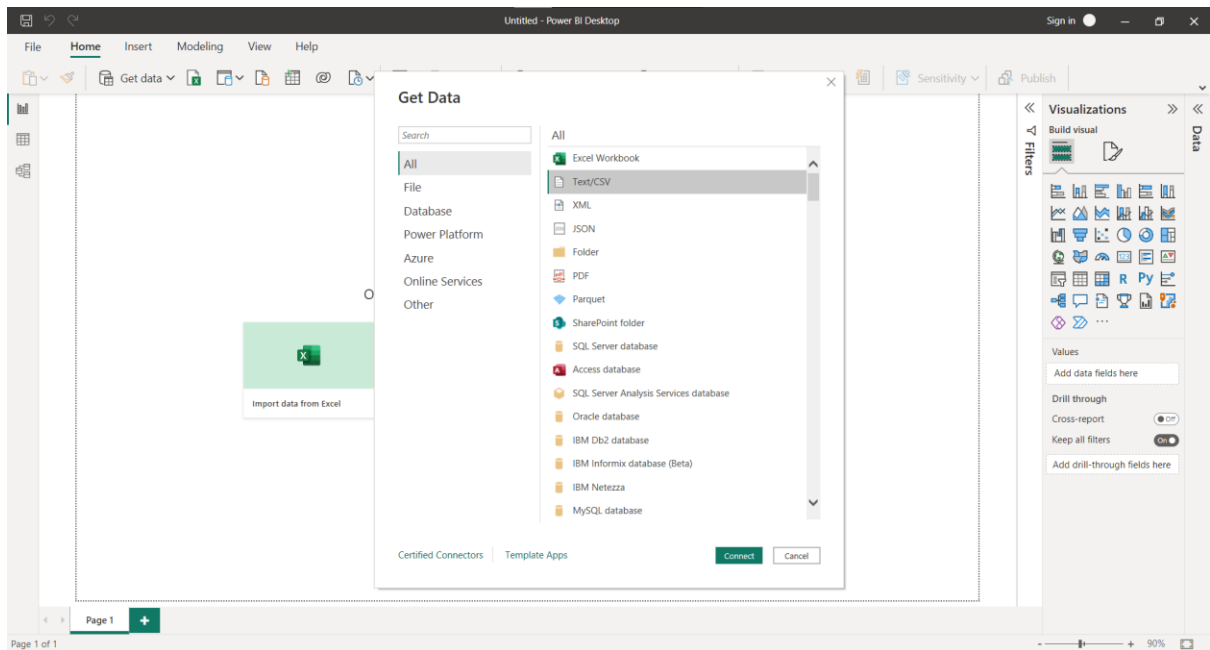 Untitled - Power BI Desktop
Sign in
File Home Insert Modeling View Help
Get data
Sensitivity
Publish
Get Data
Search
All
File
Database
Power Platform
Azure
Online Services
Other
All
Excel Workbook
Text/CSV
XML
JSON
Folder
PDF
Parquet
SharePoint folder
SQL Server database
Access database
SQL Server Analysis Services database
Oracle database
IBM Db2 database
IBM Informix database (Beta)
IBM Netezza
MySQL database
Certified Connectors
Template Apps
Connect
Cancel
O
Import data from Excel
Filters
Visualizations
Build visual
R Py
Values
Add data fields here
Drill through
Cross-report
Off
Keep all filters
On
Add drill-through fields here
Data
Page 1
Page 1 of 1
90%